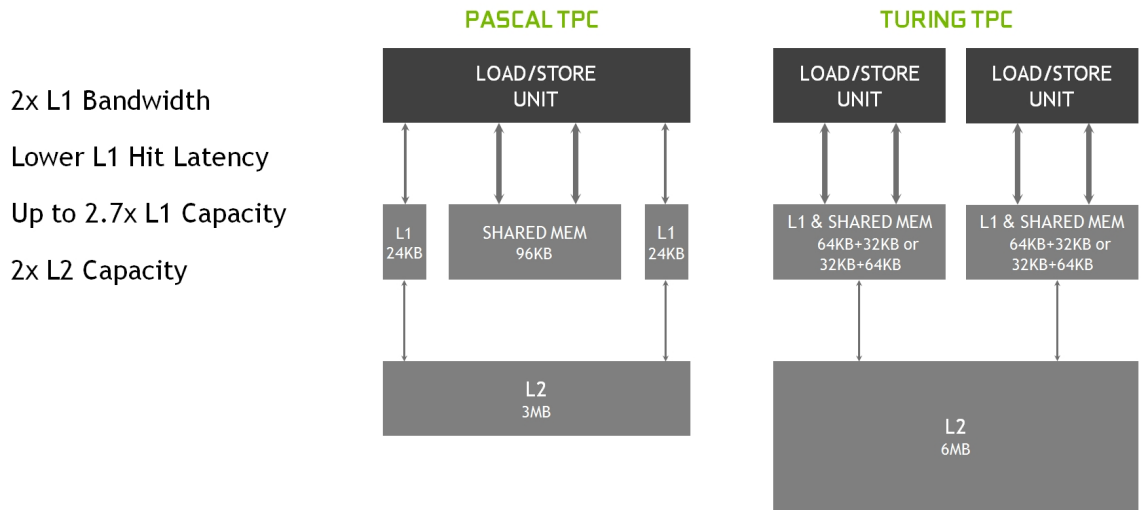 PASCAL TPC
TURING TPC
2x L1 Bandwidth
Lower L1 Hit Latency
Up to 2.7x L1 Capacity
2x L2 Capacity
LOAD/STORE
UNIT
L1
24KB
SHARED MEM
96KB
L1
24KB
L2
3MB
LOAD/STORE
UNIT
LOAD/STORE
UNIT
L1 & SHARED MEM
64KB+32KB or
32KB+64KB
L1 & SHARED MEM
64KB+32KB or
32KB+64KB
L2
6MB